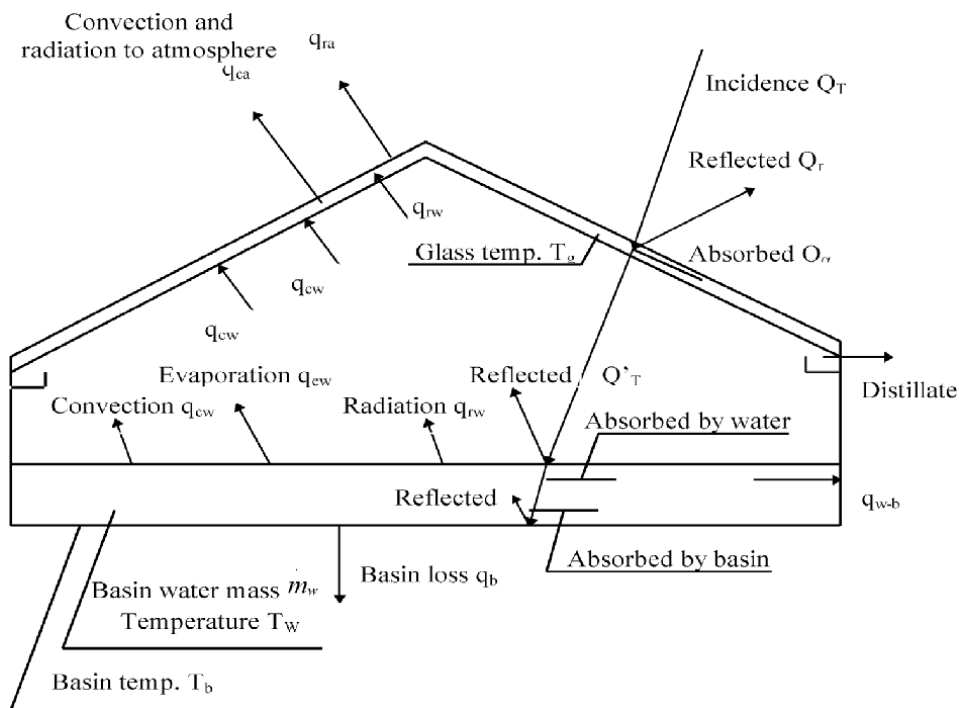 Convection and
radiation to atmosphere
q_ra
q_ca
Incidence Q_T
Reflected Q_r
q_rw
Glass temp. T_g
Absorbed Q_α
q_cw
q_cw
Evaporation q_ew
Reflected Q'_T
Distillate
Convection q_cw
Radiation q_rw
Absorbed by water
Reflected
q_w-b
Absorbed by basin
Basin loss q_b
Basin water mass ṁ_w
Temperature T_W
Basin temp. T_b